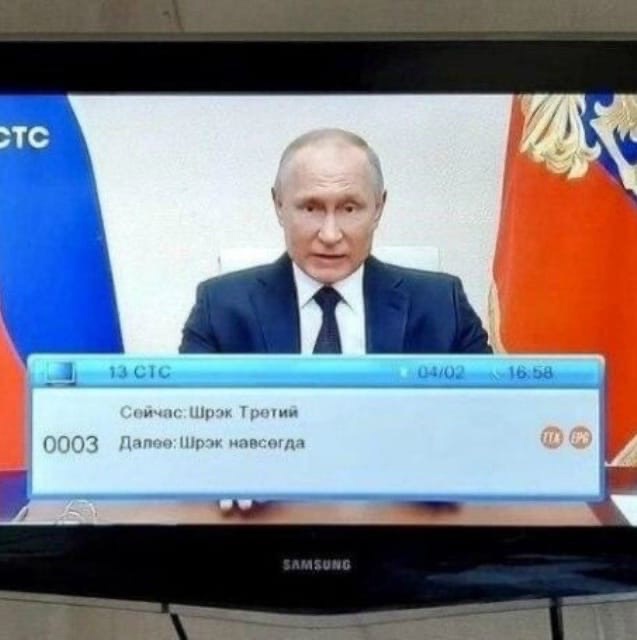 СТС
13 СТС 04/02 16:58
Сейчас: Шрэк Третий
0003 Далее: Шрэк навсегда
TTX EPG
SAMSUNG